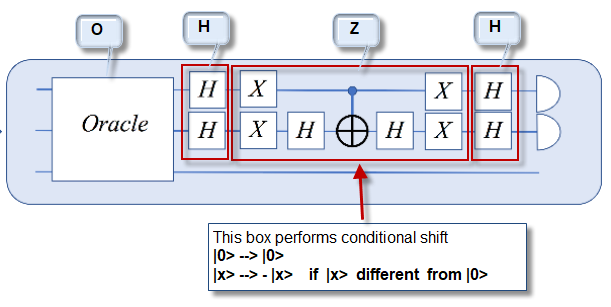 O H Z H
H X X H
Oracle
H X H H X H
This box performs conditional shift
|0> --> |0>
|x> --> - |x> if |x> different from |0>